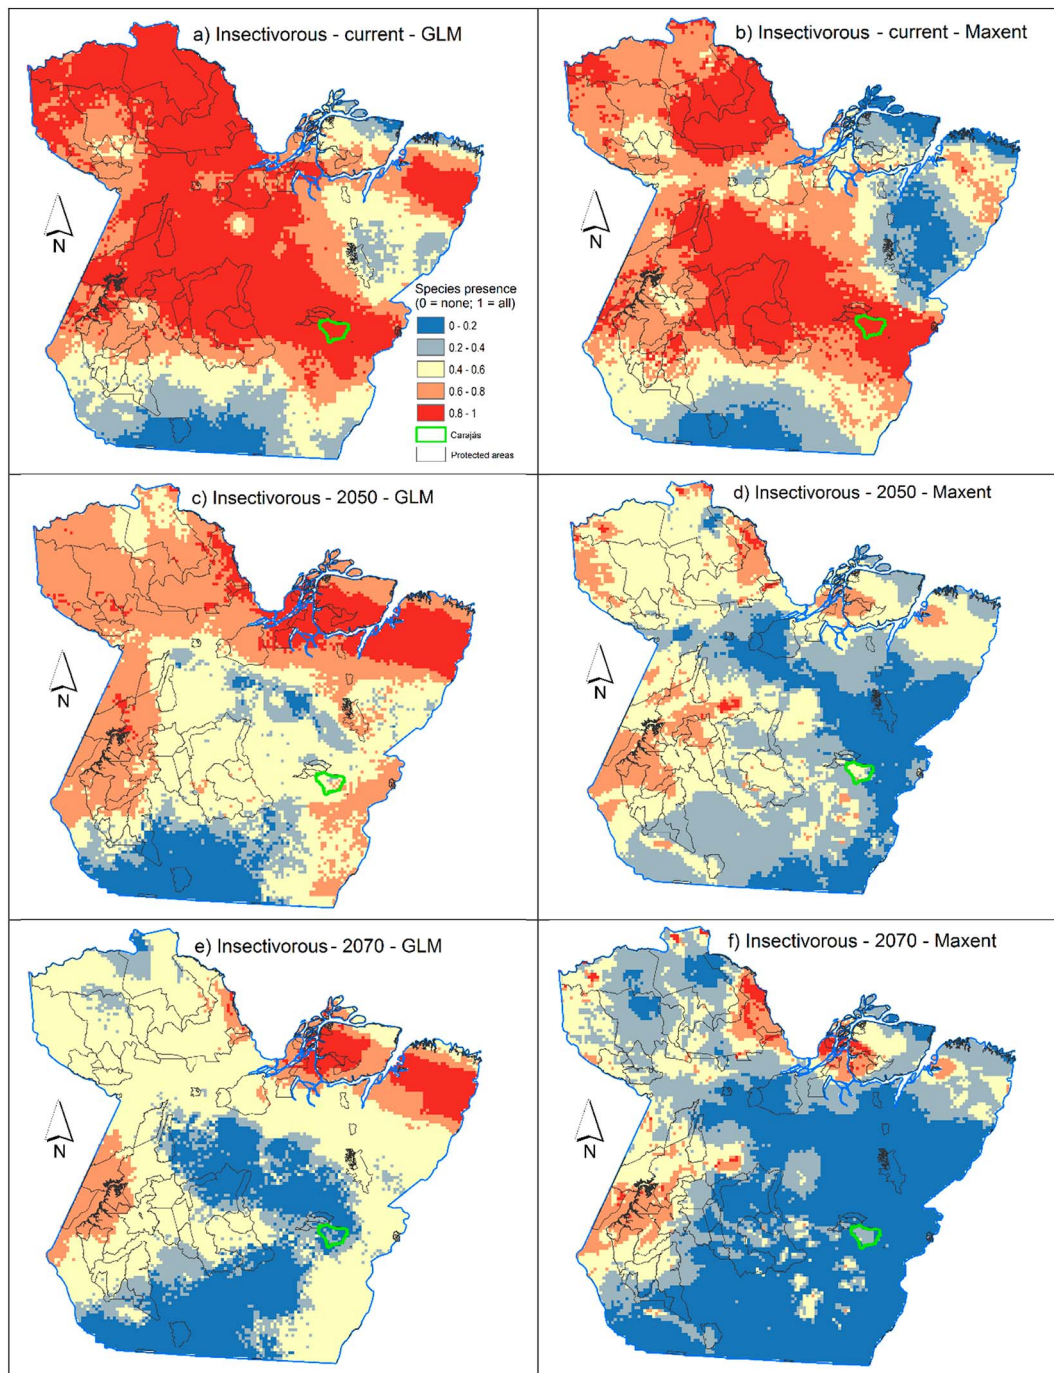 a) Insectivorous - current - GLM
N
Species presence
(0 = none; 1 = all)
0 - 0.2
0.2 - 0.4
0.4 - 0.6
0.6 - 0.8
0.8 - 1
Carajás
Protected areas
b) Insectivorous - current - Maxent
N
c) Insectivorous - 2050 - GLM
N
d) Insectivorous - 2050 - Maxent
N
e) Insectivorous - 2070 - GLM
N
f) Insectivorous - 2070 - Maxent
N